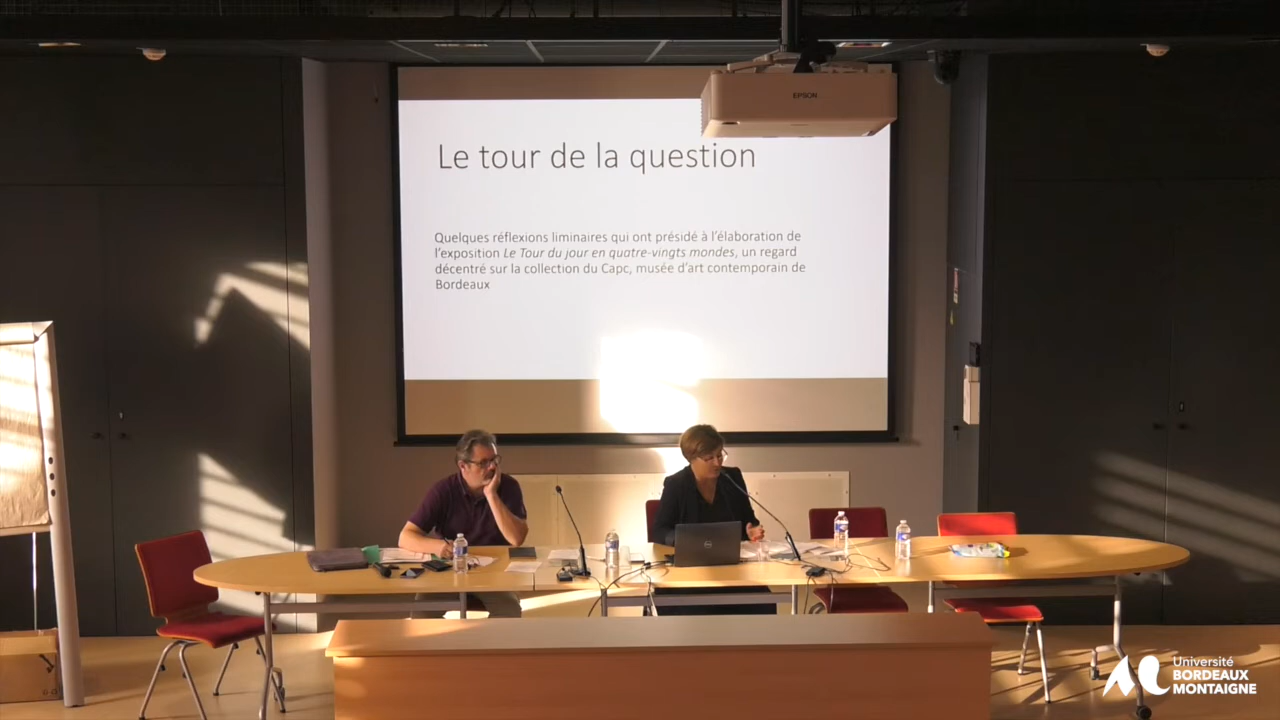 EPSON
Le tour de la question
Quelques réflexions liminaires qui ont présidé à l'élaboration de
l'exposition Le Tour du jour en quatre-vingts mondes, un regard
décentré sur la collection du Capc, musée d'art contemporain de
Bordeaux
Université
BORDEAUX
MONTAIGNE